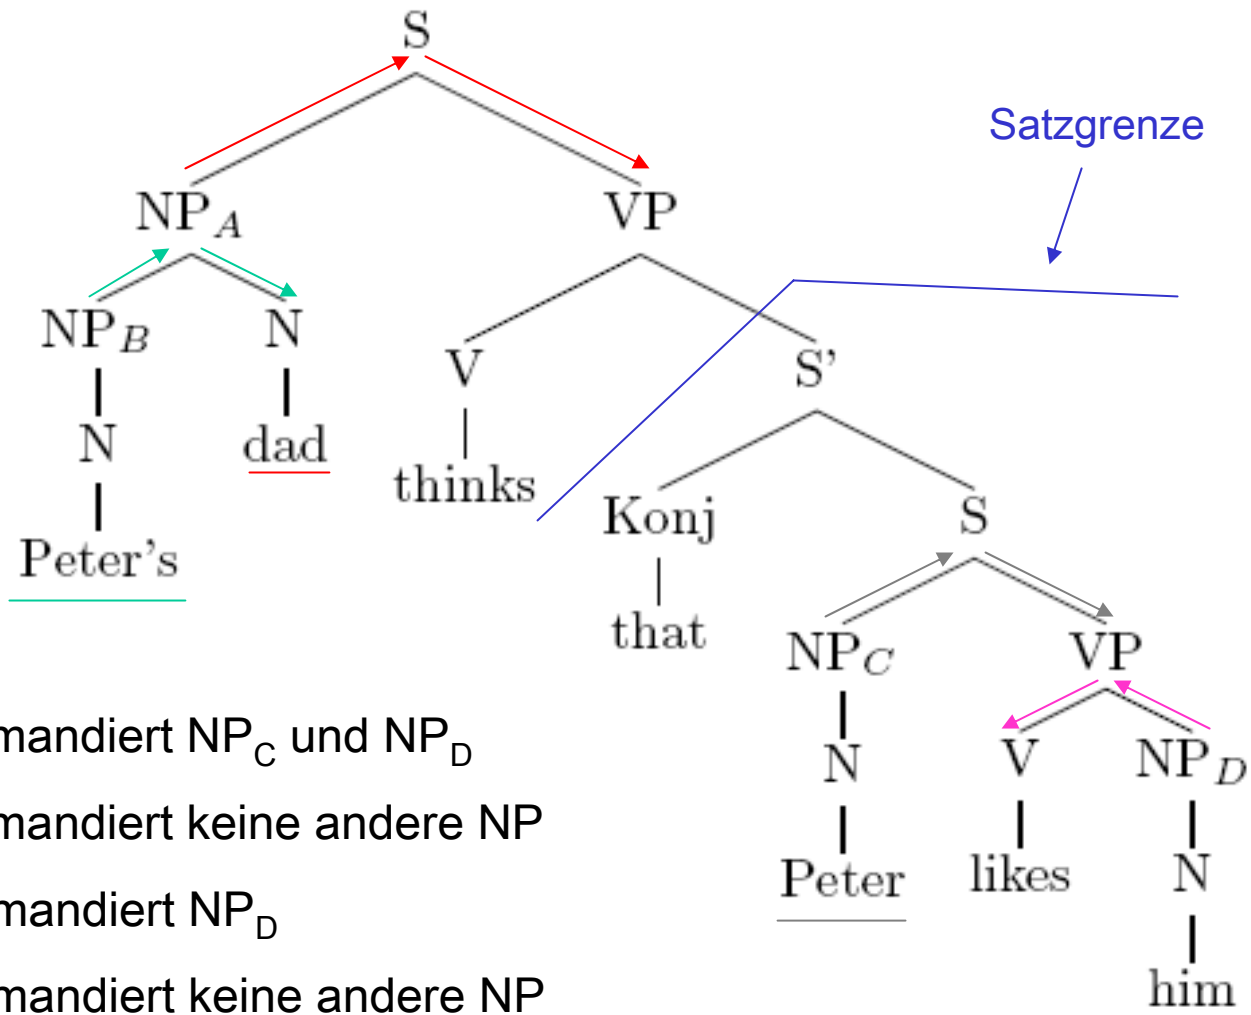 S
Satzgrenze
NP_A VP
NP_B N V S’
N dad thinks Konj S
Peter’s that NP_C VP
mandiert NP_C und NP_D
N V NP_D
mandiert keine andere NP
Peter likes N
mandiert NP_D
him
mandiert keine andere NP